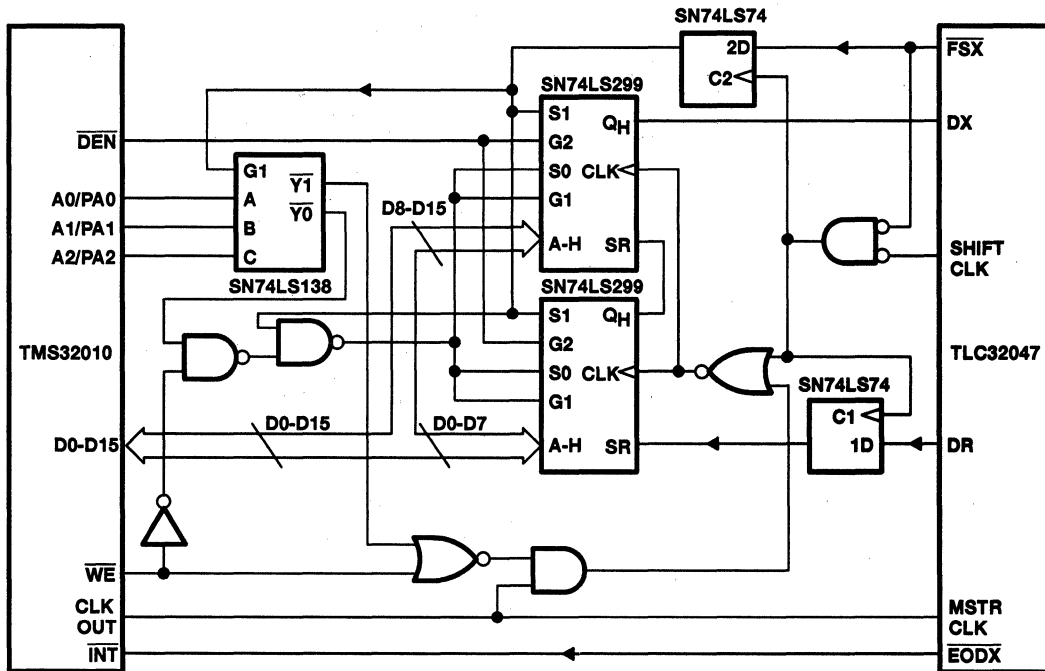 SN74LS74
2D
C2
FSX
SN74LS299
S1
QH
G2
DX
DEN
G1
Y1
S0
CLK
A0/PA0
A
Y0
G1
D8-D15
A1/PA1
B
A-H
SR
SHIFT
CLK
A2/PA2
C
SN74LS138
SN74LS299
S1
QH
G2
TMS32010
TLC32047
S0
CLK
SN74LS74
G1
C1
D0-D15
D0-D15
D0-D7
A-H
SR
1D
DR
WE
CLK
OUT
MSTR
CLK
INT
EODX